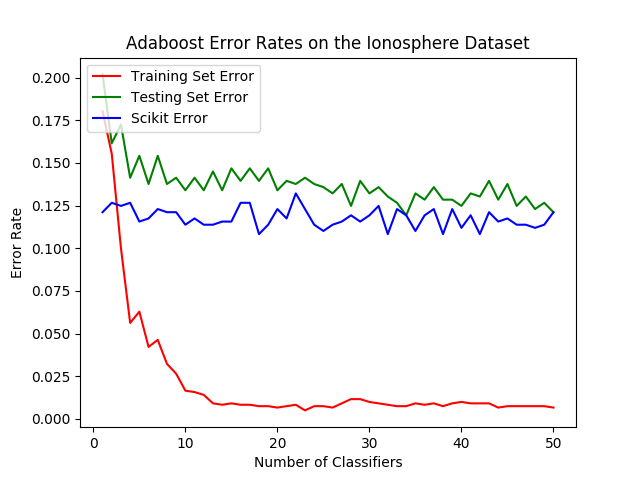 Adaboost Error Rates on the Ionosphere Dataset
Training Set Error
Testing Set Error
Scikit Error
Error Rate
0.200
0.175
0.150
0.125
0.100
0.075
0.050
0.025
0.000
0 10 20 30 40 50
Number of Classifiers